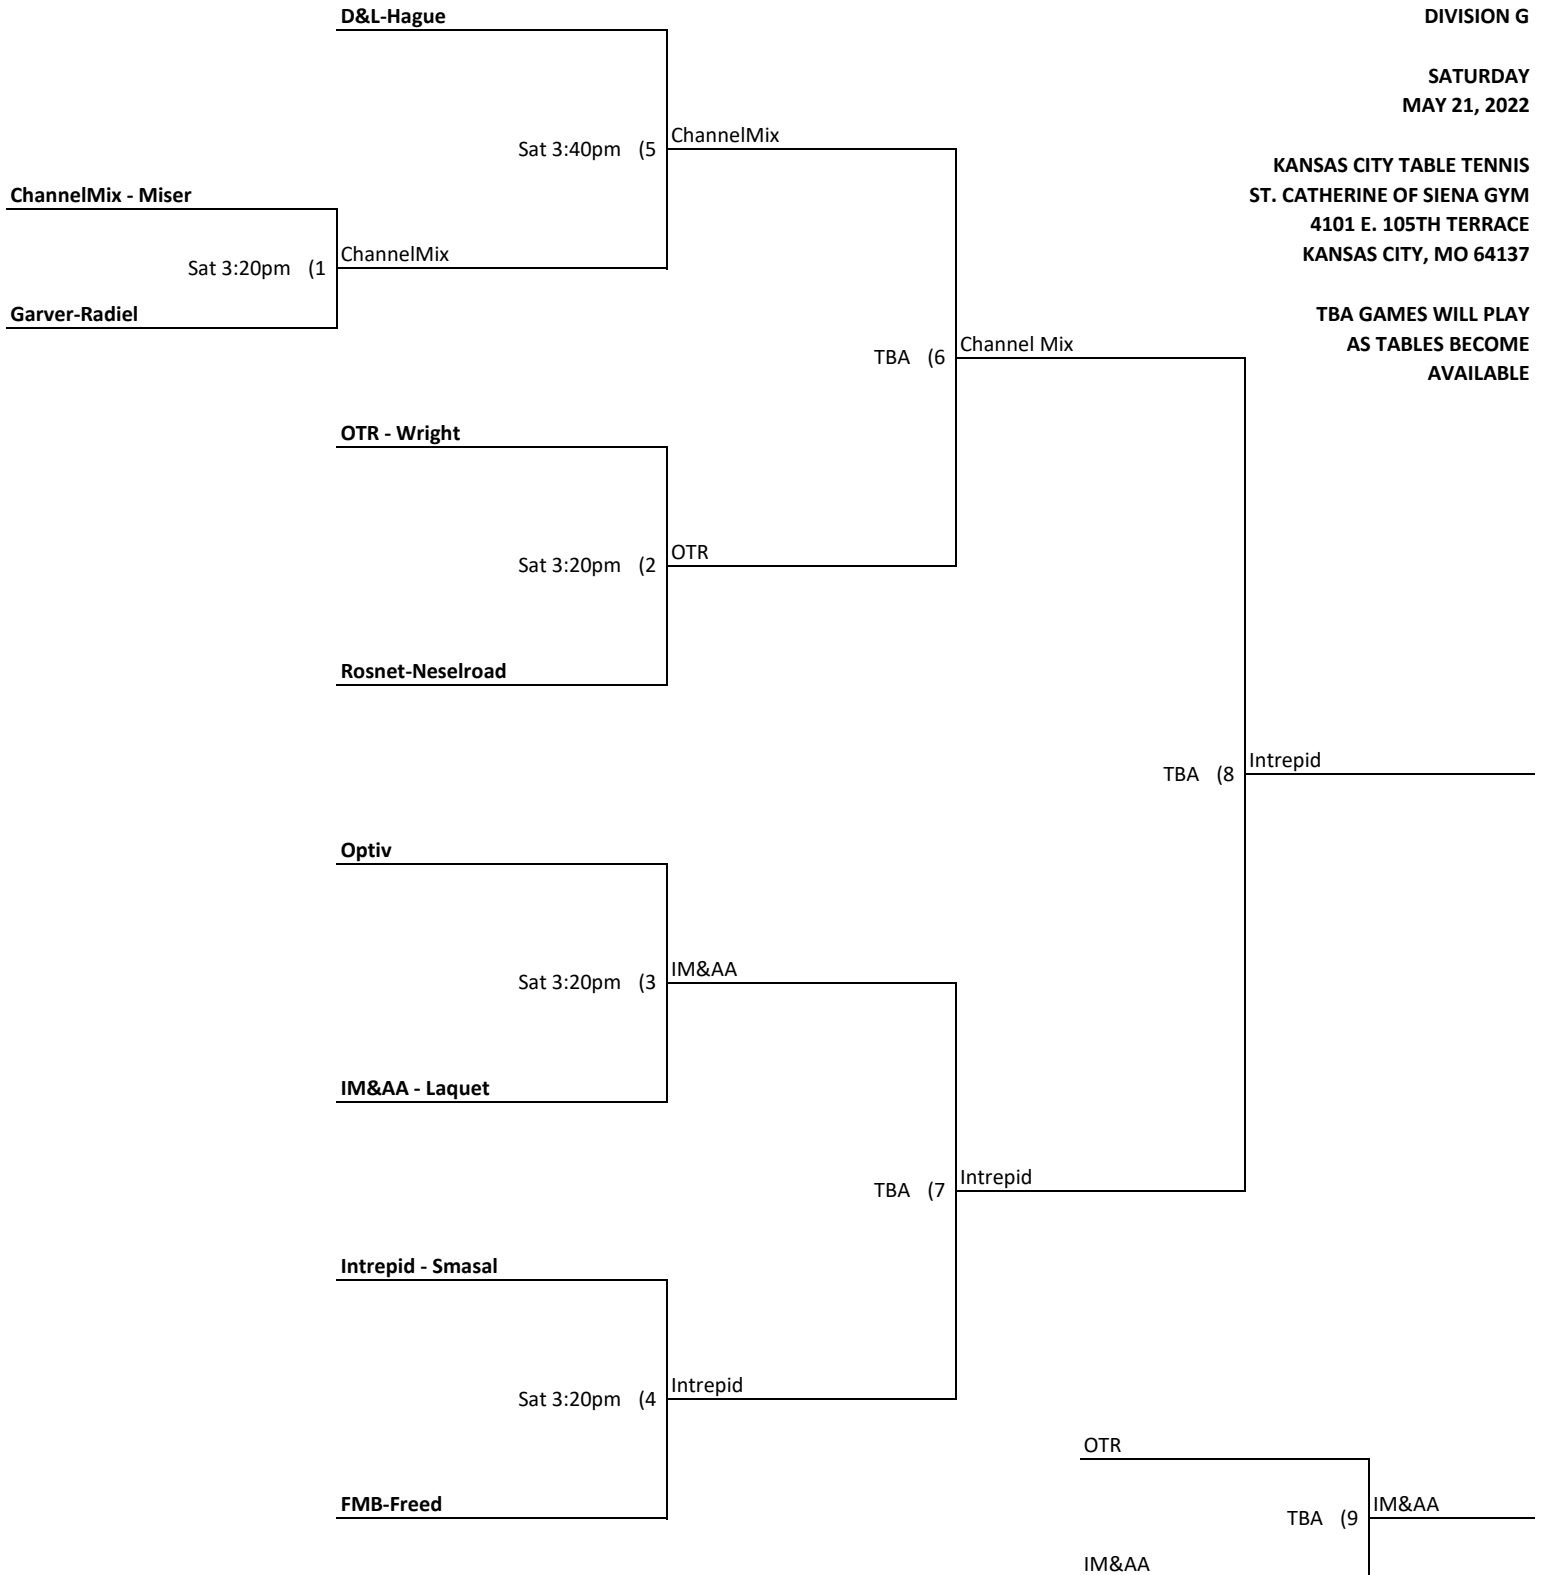 D&L-Hague
DIVISION G
SATURDAY
MAY 21, 2022
Sat 3:40pm (5
ChannelMix
KANSAS CITY TABLE TENNIS
ChannelMix - Miser
ST. CATHERINE OF SIENA GYM
4101 E. 105TH TERRACE
Sat 3:20pm (1
ChannelMix
KANSAS CITY, MO 64137
Garver-Radiel
TBA GAMES WILL PLAY
TBA (6
Channel Mix
AS TABLES BECOME
AVAILABLE
OTR - Wright
Sat 3:20pm (2
OTR
Rosnet-Neselroad
TBA (8
Intrepid
Optiv
Sat 3:20pm (3
IM&AA
IM&AA - Laquet
TBA (7
Intrepid
Intrepid - Smasal
Sat 3:20pm (4
Intrepid
OTR
FMB-Freed
TBA (9
IM&AA
IM&AA